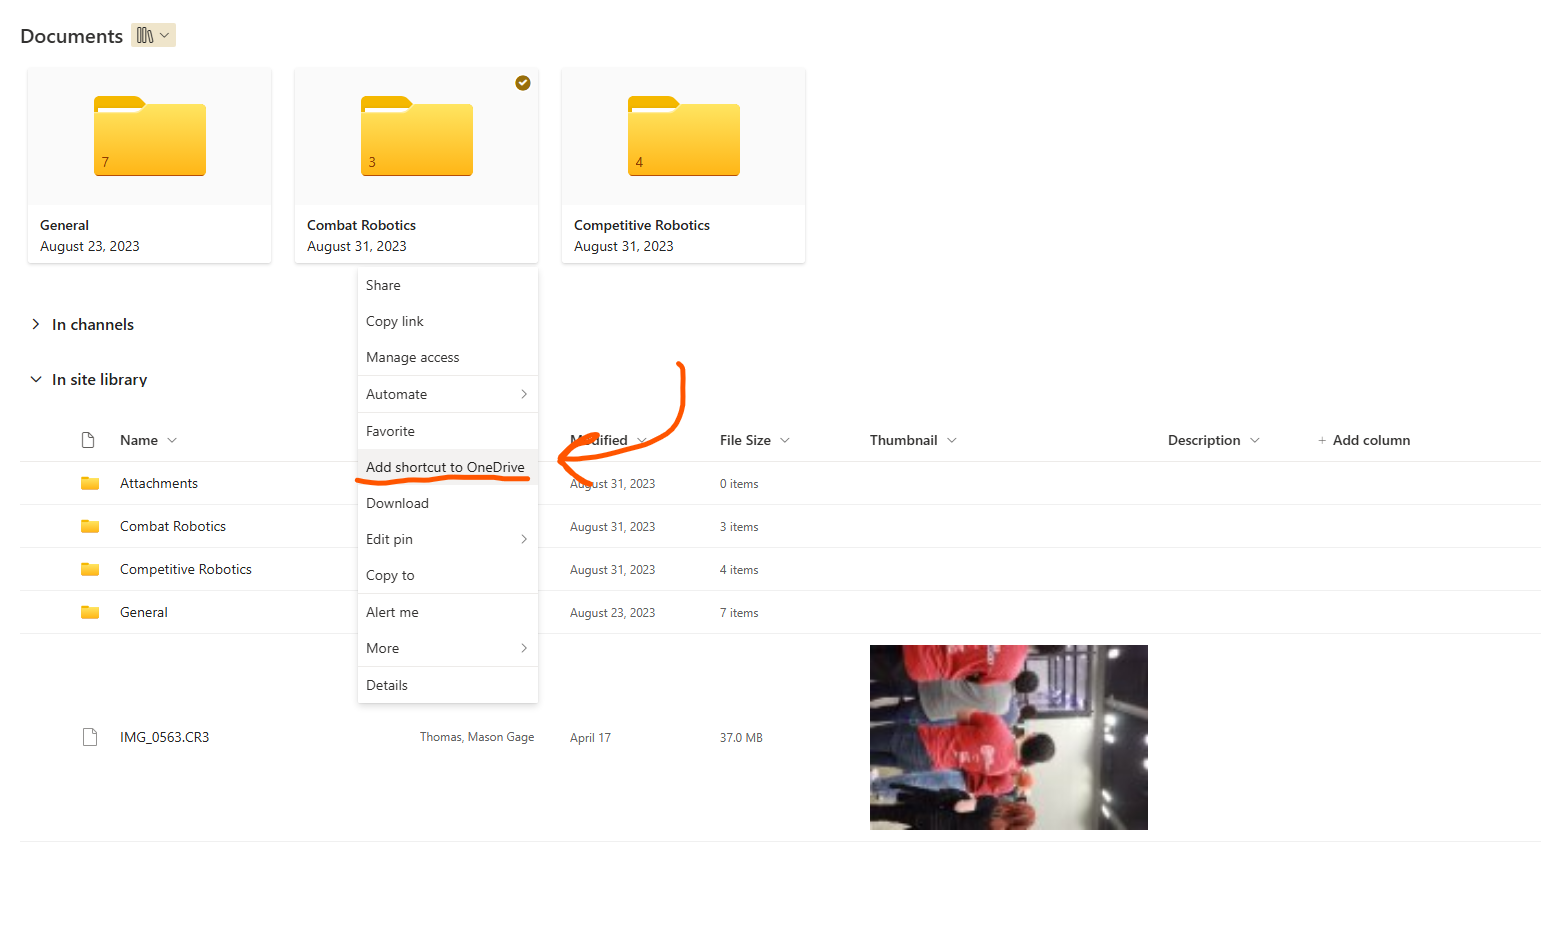 Documents
7
3
4
General
August 23, 2023
Combat Robotics
August 31, 2023
Competitive Robotics
August 31, 2023
Share
Copy link
Manage access
Automate
Favorite
Add shortcut to OneDrive
Download
Edit pin
Copy to
Alert me
More
Details
In channels
In site library
Name Modified File Size Thumbnail Description + Add column
Attachments August 31, 2023 0 items
Combat Robotics August 31, 2023 3 items
Competitive Robotics August 31, 2023 4 items
General August 23, 2023 7 items
IMG_0563.CR3 Thomas, Mason Gage April 17 37.0 MB